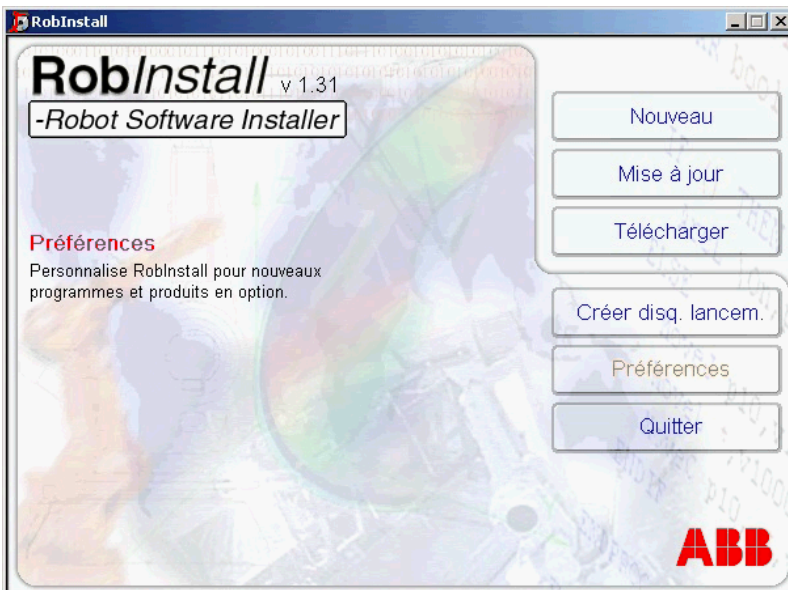 RobInstall
RobInstall v 1.31
-Robot Software Installer
Préférences
Personnalise RobInstall pour nouveaux
programmes et produits en option.
Nouveau
Mise à jour
Télécharger
Créer disq. lancem.
Préférences
Quitter
ABB